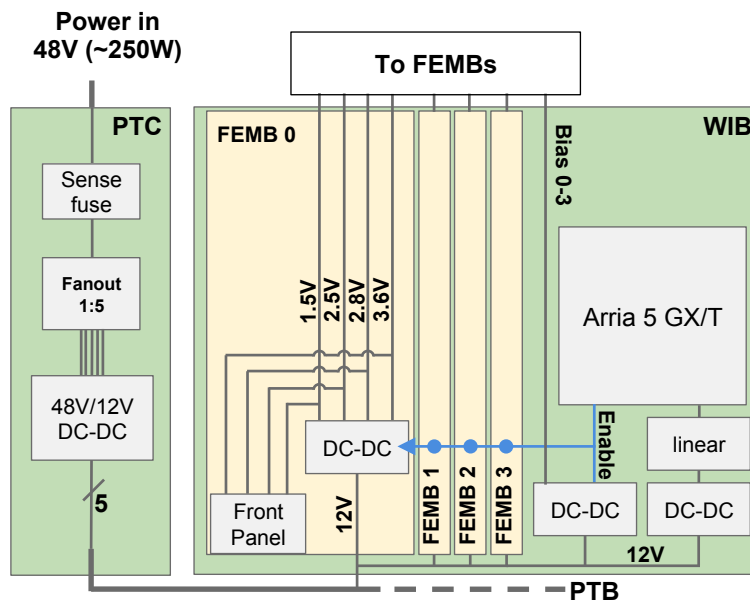 Power in
48V (~250W)
To FEMBs
PTC
FEMB 0
WIB
Bias 0-3
Sense
fuse
Fanout
1:5
1.5V
2.5V
2.8V
3.6V
Arria 5 GX/T
48V/12V
DC-DC
DC-DC
Enable
linear
5
Front
Panel
12V
FEMB 1
FEMB 2
FEMB 3
DC-DC
DC-DC
12V
PTB